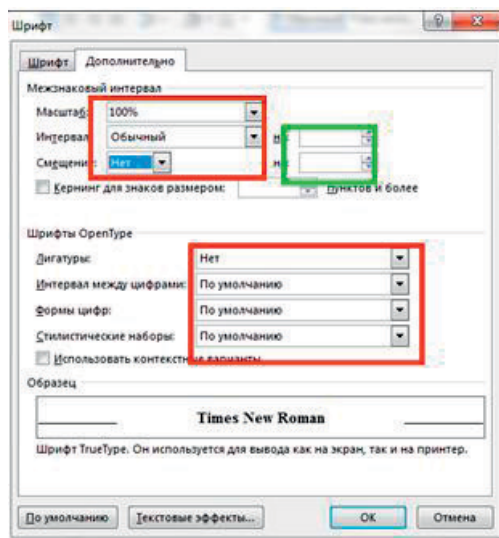 Шрифт
Шрифт Дополнительно
Межзнаковый интервал
Масштаб: 100%
Интервал: Обычный на:
Смещение: Нет на:
Кернинг для знаков размером: пунктов и более
Шрифты OpenType
Лигатуры: Нет
Интервал между цифрами: По умолчанию
Формы цифр: По умолчанию
Стилистические наборы: По умолчанию
Использовать контекстные варианты
Образец
Times New Roman
Шрифт TrueType. Он используется для вывода как на экран, так и на принтер.
По умолчанию Текстовые эффекты... ОК Отмена